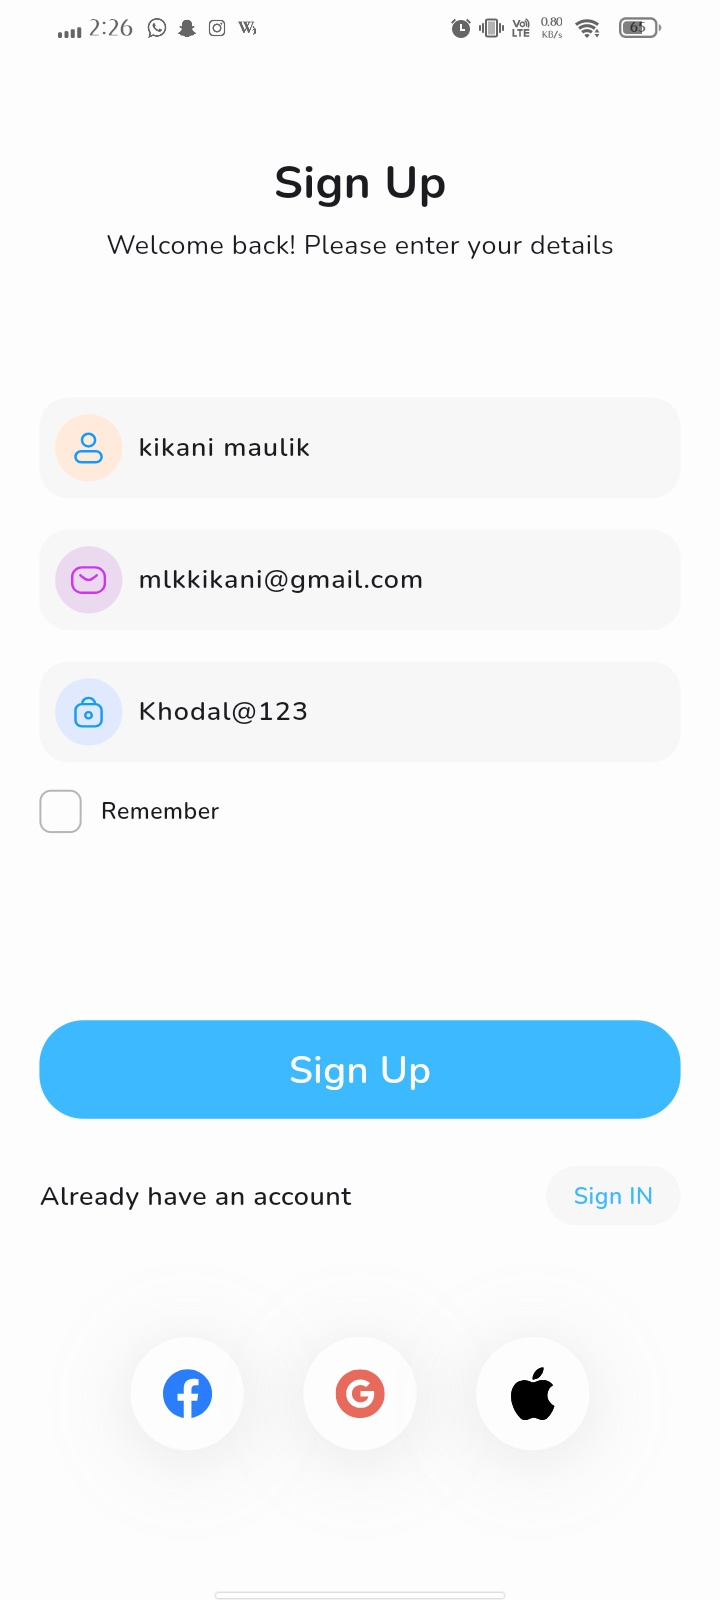 2:26 Vo) LTE 0.80 KB/s 65
Sign Up
Welcome back! Please enter your details
kikani maulik
mlkkikani@gmail.com
Khodal@123
Remember
Sign Up
Already have an account
Sign IN